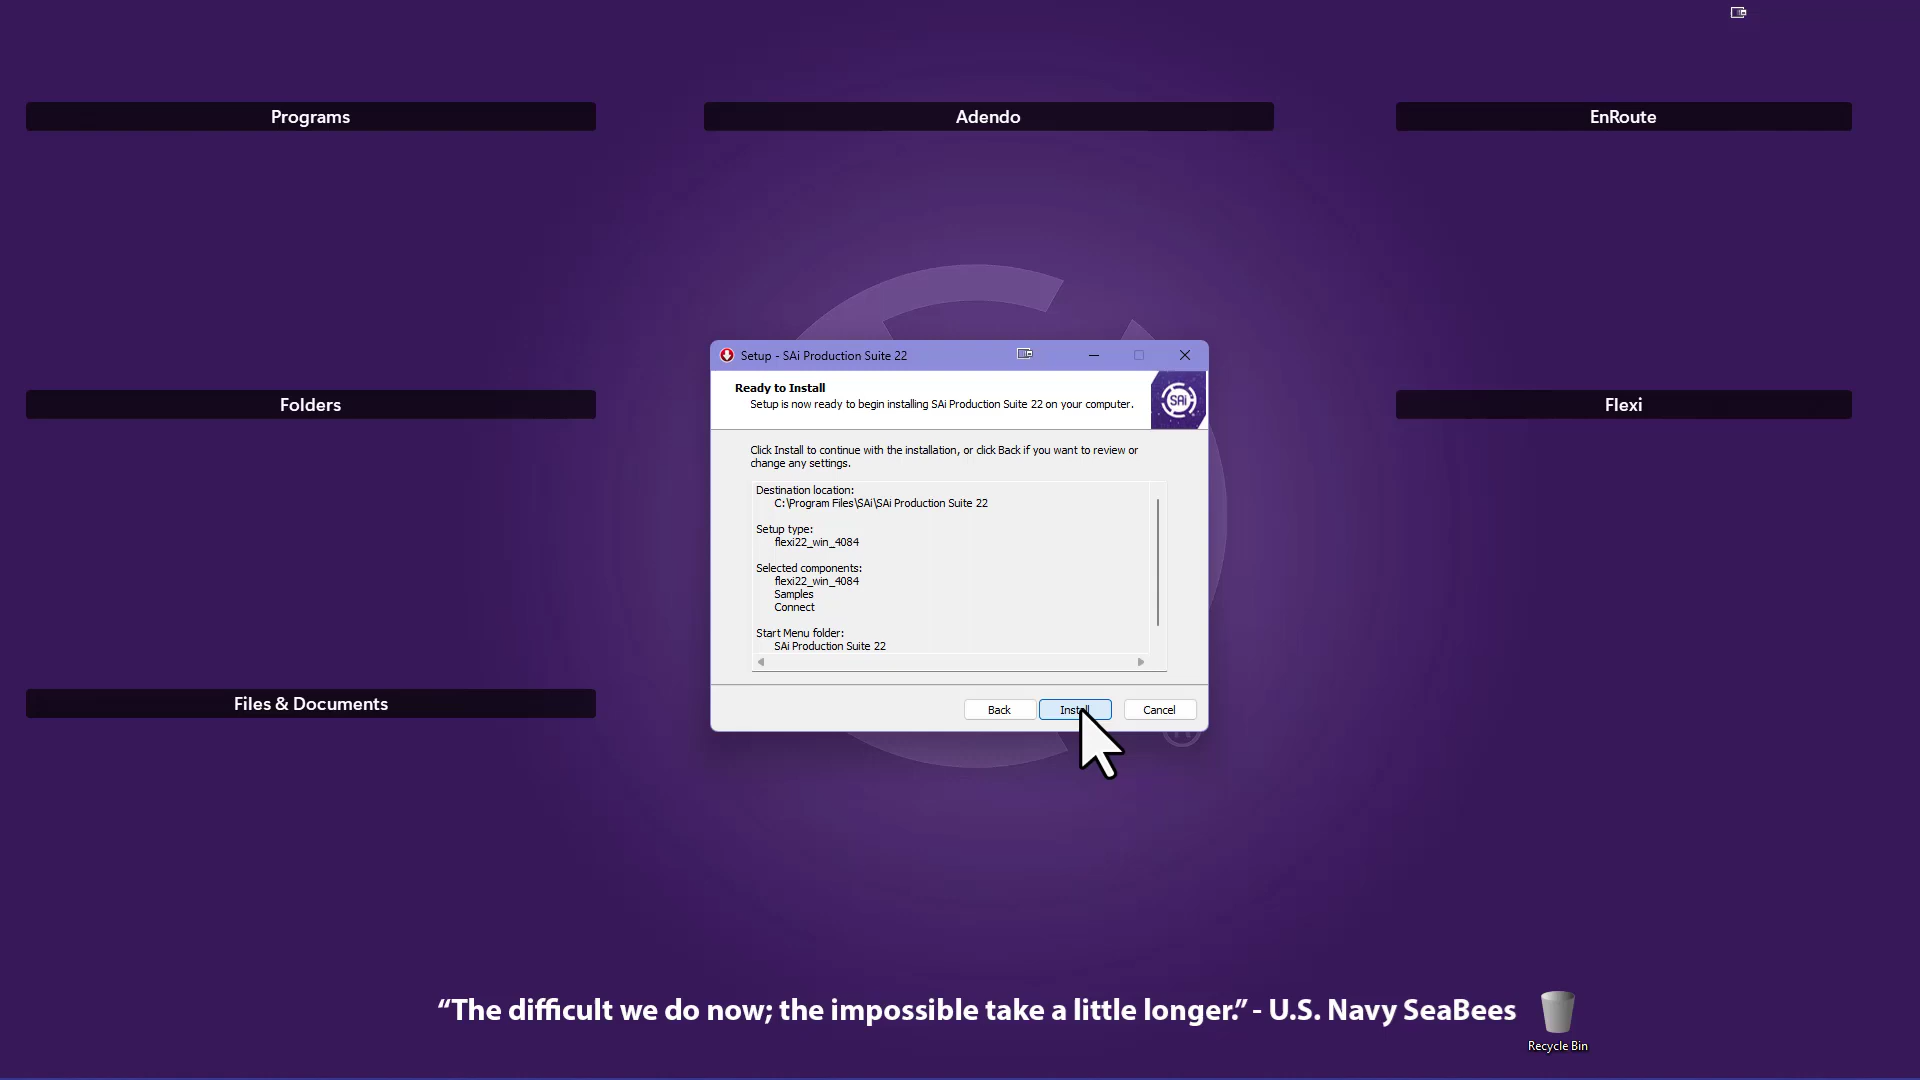 Programs
Adendo
EnRoute
Setup - SAi Production Suite 22
Ready to Install
Setup is now ready to begin installing SAi Production Suite 22 on your computer.
SAi
Click Install to continue with the installation, or click Back if you want to review or
change any settings.
Destination location:
C:\Program Files\SAi\SAi Production Suite 22
Setup type:
flexi22_win_4084
Selected components:
flexi22_win_4084
Samples
Connect
Start Menu folder:
SAi Production Suite 22
Back
Install
Cancel
Folders
Flexi
Files & Documents
“The difficult we do now; the impossible take a little longer.” - U.S. Navy SeaBees
Recycle Bin